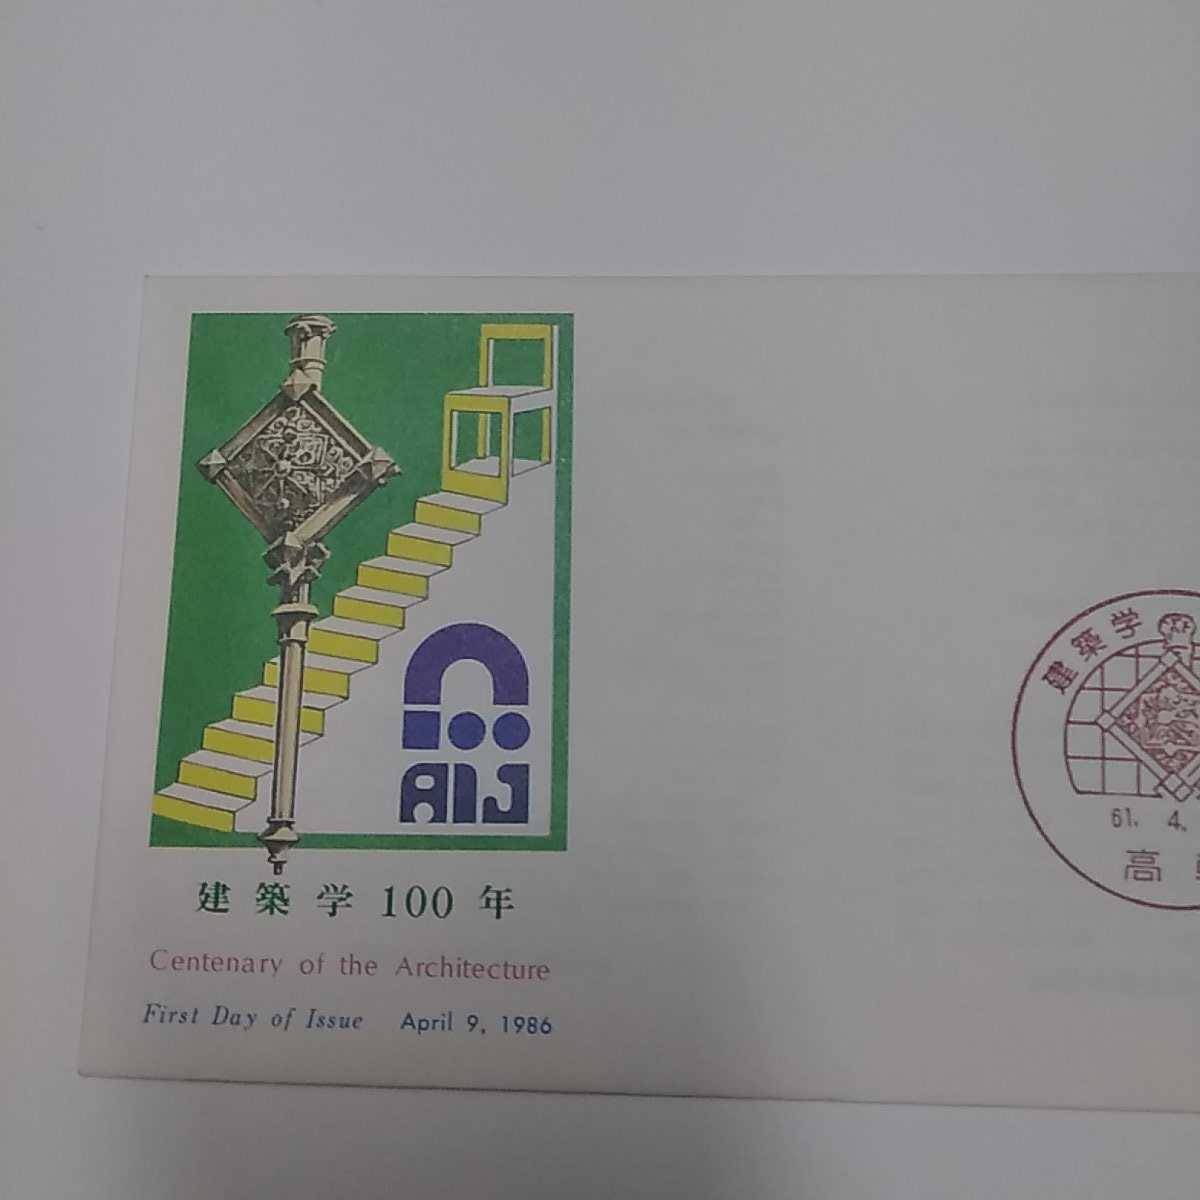 AIJ
建築学100年
Centenary of the Architecture
First Day of Issue April 9, 1986
建築学
61. 4.
高